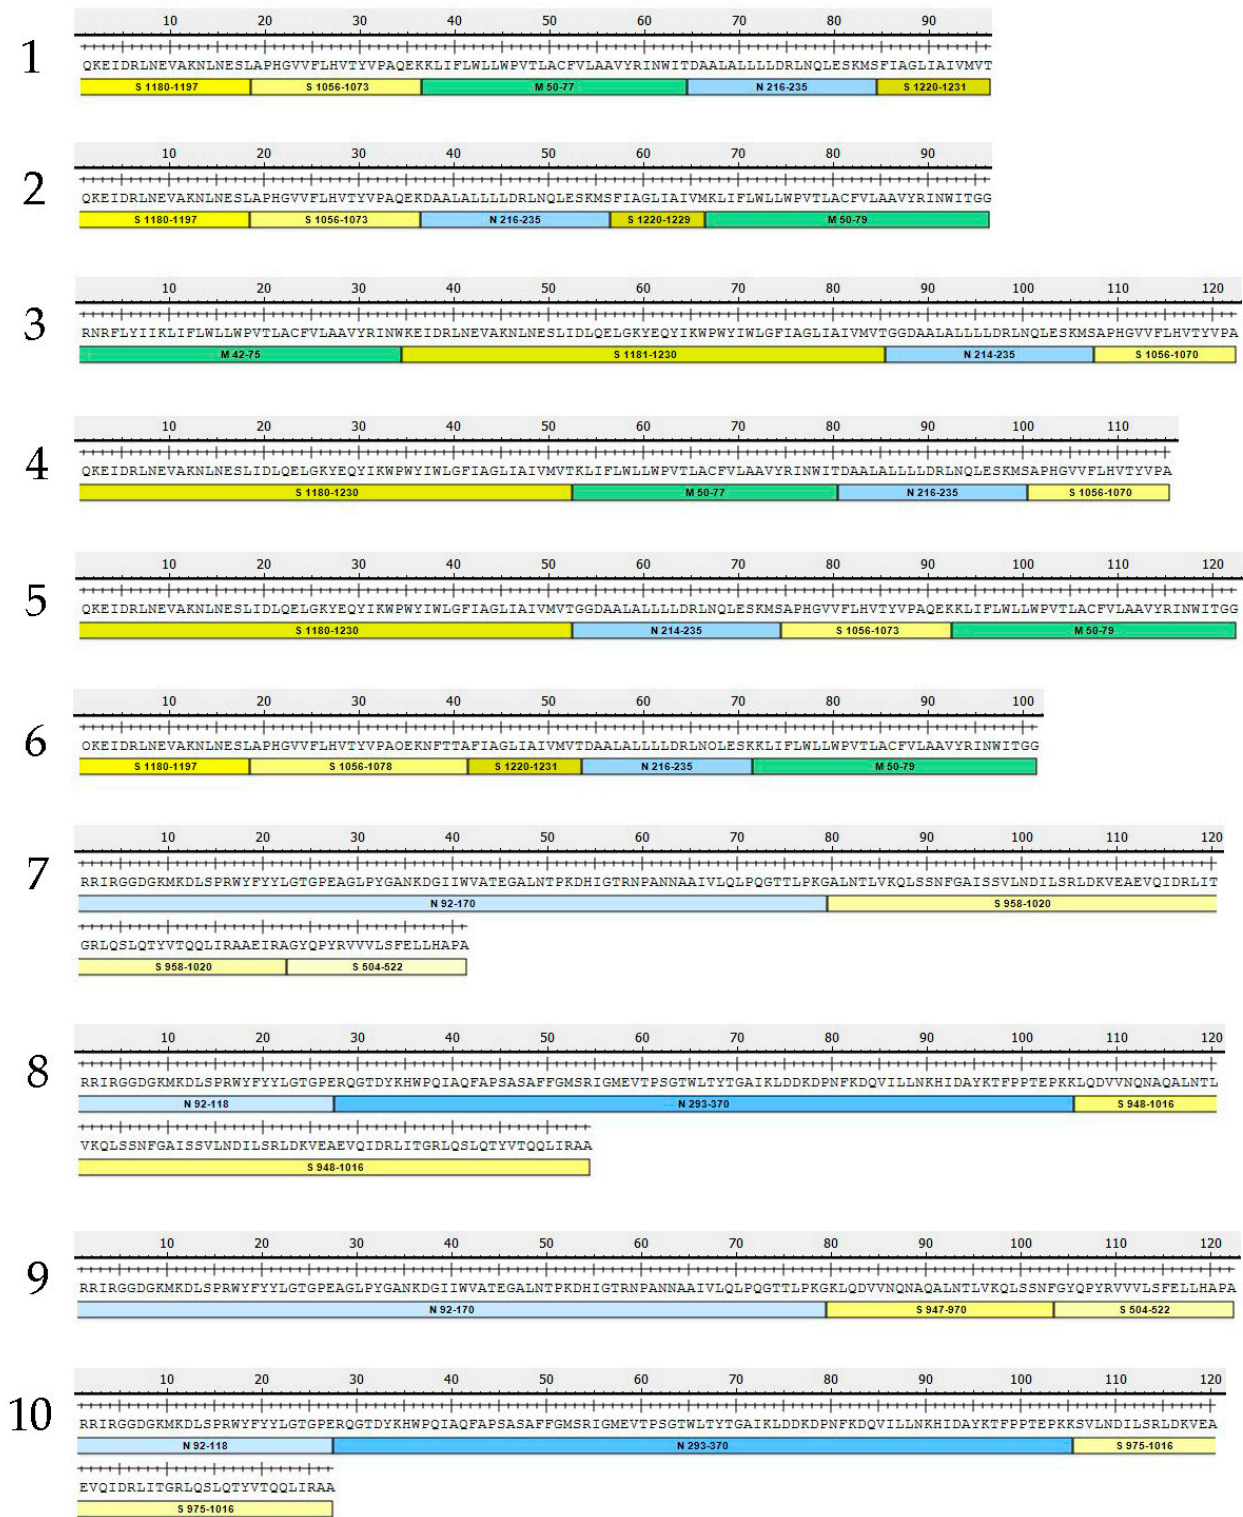 10 20 30 40 50 60 70 80 90
1
QKEIDRLNEVAKNLNESLAPHGVVFLHVTYVPAQEKKLIFLWLLWPVTLACFVLAAVYRINWITDAALALLLLDRLNQLESKMSFIAGLIAIVMVT
S 1180-1197 S 1056-1073 M 50-77 N 216-235 S 1220-1231
10 20 30 40 50 60 70 80 90
2
QKEIDRLNEVAKNLNESLAPHGVVFLHVTYVPAQEKDAALALLLLDRLNQLESKMSFIAGLIAIVMKLIFLWLLWPVTLACFVLAAVYRINWITGG
S 1180-1197 S 1056-1073 N 216-235 S 1220-1229 M 50-79
10 20 30 40 50 60 70 80 90 100 110 120
3
RNRFLYIIKLIFLWLLWPVTLACFVLAAVYRINWKEIDRLNEVAKNLNESLIDLQELGKYEQYIKWPWYIWLGFIAGLIAIVMVTGGDAALALLLLDRLNQLESKMSAPHGVVFLHVTYVPA
M 42-75 S 1181-1230 N 214-235 S 1056-1070
10 20 30 40 50 60 70 80 90 100 110
4
QKEIDRLNEVAKNLNESLIDLQELGKYEQYIKWPWYIWLGFIAGLIAIVMVTKLIFLWLLWPVTLACFVLAAVYRINWITDAALALLLLDRLNQLESKMSAPHGVVFLHVTYVPA
S 1180-1230 M 50-77 N 216-235 S 1056-1070
10 20 30 40 50 60 70 80 90 100 110 120
5
QKEIDRLNEVAKNLNESLIDLQELGKYEQYIKWPWYIWLGFIAGLIAIVMVTGGDAALALLLLDRLNQLESKMSAPHGVVFLHVTYVPAQEKKLIFLWLLWPVTLACFVLAAVYRINWITGG
S 1180-1230 N 214-235 S 1056-1073 M 50-79
10 20 30 40 50 60 70 80 90 100
6
QKEIDRLNEVAKNLNESLAPHGVVFLHVTYVPAQEKNFTTAFIAGLIAIVMVTDAALALLLLDRLNQLESKKLIFLWLLWPVTLACFVLAAVYRINWITGG
S 1180-1197 S 1056-1078 S 1220-1231 N 216-235 M 50-79
10 20 30 40 50 60 70 80 90 100 110 120
7
RRIRGGDGKMKDLSPRWYFYYLGTGPEAGLPYGANKDGIIWVATEGALNTPKDHIGTRNPANNAAIVLQLPQGTTLPKGALNTLVKQLSSNFGAISSVLNDILSRLDKVEAEVQIDRLIT
N 92-170 S 958-1020
GRLQSLQTYVTQQLIRAAEIRAGYQPYRVVVLSFELLHAPA
S 958-1020 S 504-522
10 20 30 40 50 60 70 80 90 100 110 120
8
RRIRGGDGKMKDLSPRWYFYYLGTGPERQGTDYKHWPQIAQFAPSASAFFGMSRIGMEVTPSGTWLTYTGAIKLDDKDPNFKDQVILLNKHIDAYKTFPPTEPKKLQDVVNQNAQALNTL
N 92-118 N 293-370 S 948-1016
VKQLSSNFGAISSVLNDILSRLDKVEAEVQIDRLITGRLQSLQTYVTQQLIRAA
S 948-1016
10 20 30 40 50 60 70 80 90 100 110 120
9
RRIRGGDGKMKDLSPRWYFYYLGTGPEAGLPYGANKDGIIWVATEGALNTPKDHIGTRNPANNAAIVLQLPQGTTLPKGKLQDVVNQNAQALNTLVKQLSSNFGYQPYRVVVLSFELLHAPA
N 92-170 S 947-970 S 504-522
10 20 30 40 50 60 70 80 90 100 110 120
10
RRIRGGDGKMKDLSPRWYFYYLGTGPERQGTDYKHWPQIAQFAPSASAFFGMSRIGMEVTPSGTWLTYTGAIKLDDKDPNFKDQVILLNKHIDAYKTFPPTEPKKSVLNDILSRLDKVEA
N 92-118 N 293-370 S 975-1016
EVQIDRLITGRLQSLQTYVTQQLIRAA
S 975-1016